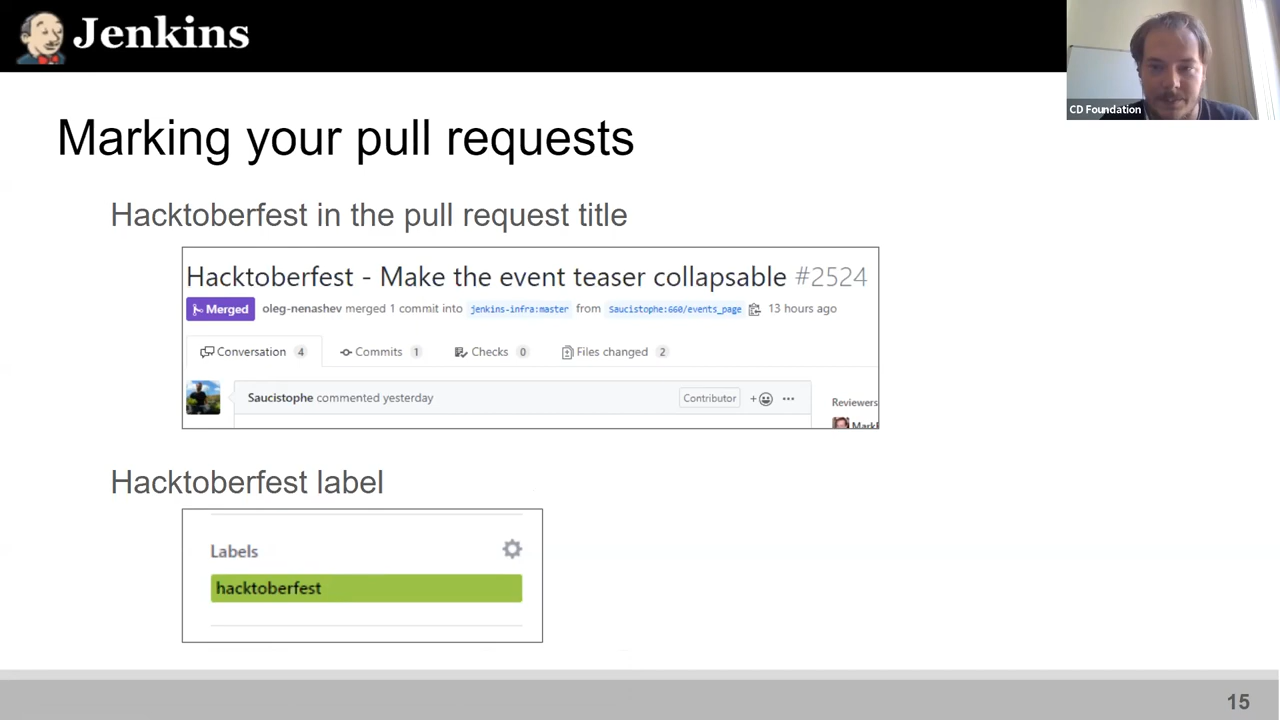 Jenkins
CD Foundation
Marking your pull requests
Hacktoberfest in the pull request title
Hacktoberfest - Make the event teaser collapsable #2524
Merged oleg-nenashev merged 1 commit into jenkins-infra:master from Saucistophe:660/events_page 13 hours ago
Conversation 4 Commits 1 Checks 0 Files changed 2
Saucistophe commented yesterday Contributor
Reviewers
Hacktoberfest label
Labels
hacktoberfest
15